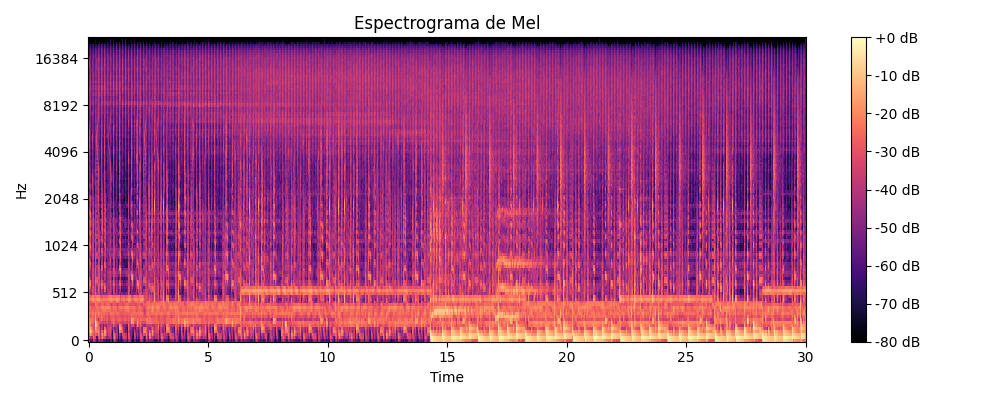 Espectrograma de Mel
16384
8192
4096
2048
1024
512
0
Hz
0 5 10 15 20 25 30
Time
+0 dB
-10 dB
-20 dB
-30 dB
-40 dB
-50 dB
-60 dB
-70 dB
-80 dB